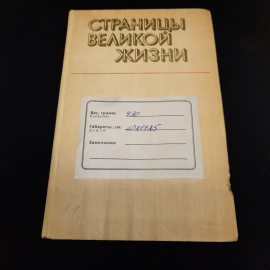 СТРАНИЦЫ
ВЕЛИКОЙ
ЖИЗНИ
Вес, грамм:
Габариты, см:
Замечания: